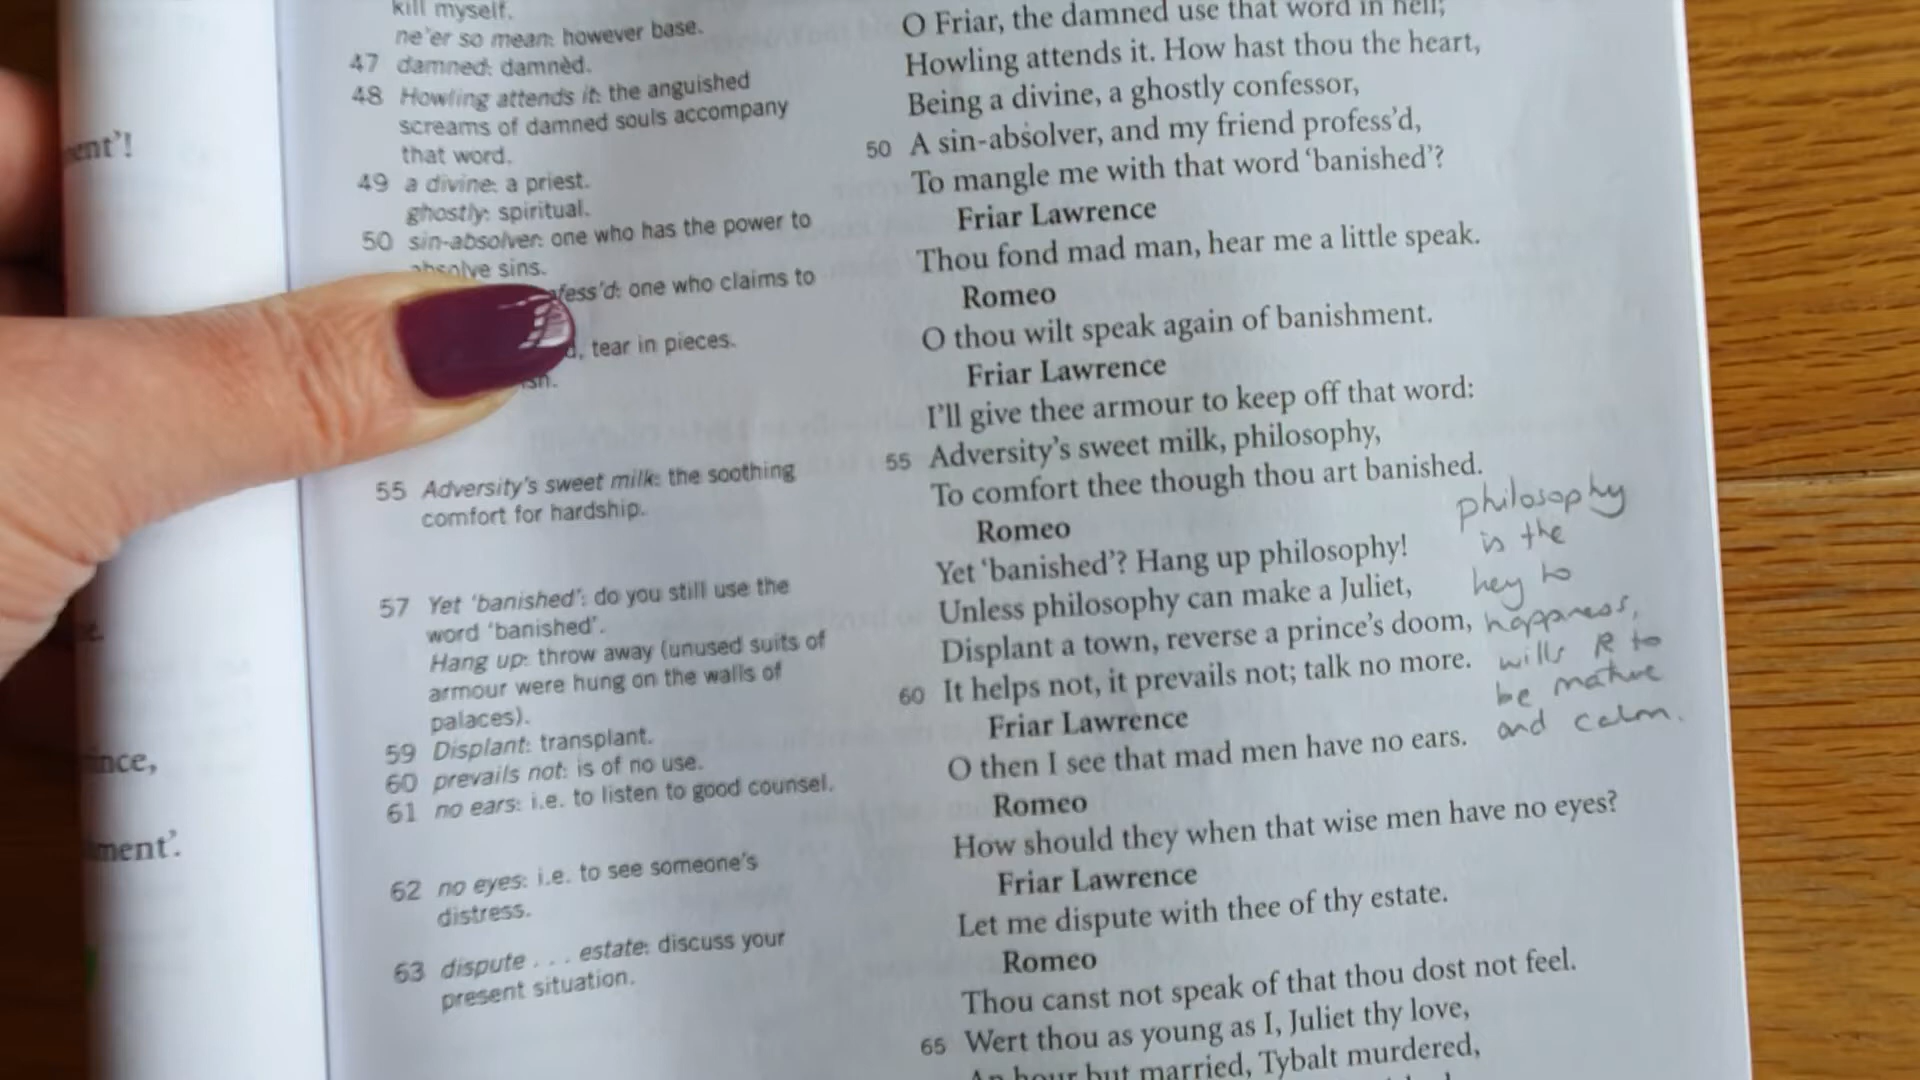 ent'!
nce,
ment'.
kill myself.
ne'er so mean: however base.
47 damned: damnèd.
48 Howling attends it: the anguished
screams of damned souls accompany
that word.
49 a divine: a priest.
ghostly: spiritual.
50 sin-absolver: one who has the power to
absolve sins.
fess'd: one who claims to
tear in pieces.
55 Adversity's sweet milk: the soothing
comfort for hardship.
57 Yet 'banished': do you still use the
word 'banished'.
Hang up: throw away (unused suits of
armour were hung on the walls of
palaces).
59 Displant: transplant.
60 prevails not: is of no use.
61 no ears: i.e. to listen to good counsel.
62 no eyes: i.e. to see someone's
distress.
63 dispute . . . estate: discuss your
present situation.
O Friar, the damned use that word in hell;
Howling attends it. How hast thou the heart,
Being a divine, a ghostly confessor,
50 A sin-absolver, and my friend profess'd,
To mangle me with that word 'banished'?
Friar Lawrence
Thou fond mad man, hear me a little speak.
Romeo
O thou wilt speak again of banishment.
Friar Lawrence
I'll give thee armour to keep off that word:
55 Adversity's sweet milk, philosophy,
To comfort thee though thou art banished.
Romeo
Yet 'banished'? Hang up philosophy!
Unless philosophy can make a Juliet,
Displant a town, reverse a prince's doom,
60 It helps not, it prevails not; talk no more.
Friar Lawrence
O then I see that mad men have no ears.
Romeo
How should they when that wise men have no eyes?
Friar Lawrence
Let me dispute with thee of thy estate.
Romeo
Thou canst not speak of that thou dost not feel.
65 Wert thou as young as I, Juliet thy love,
An hour but married, Tybalt murdered,
philosophy
is the
key to
happiness,
wills R to
be mature
and calm.